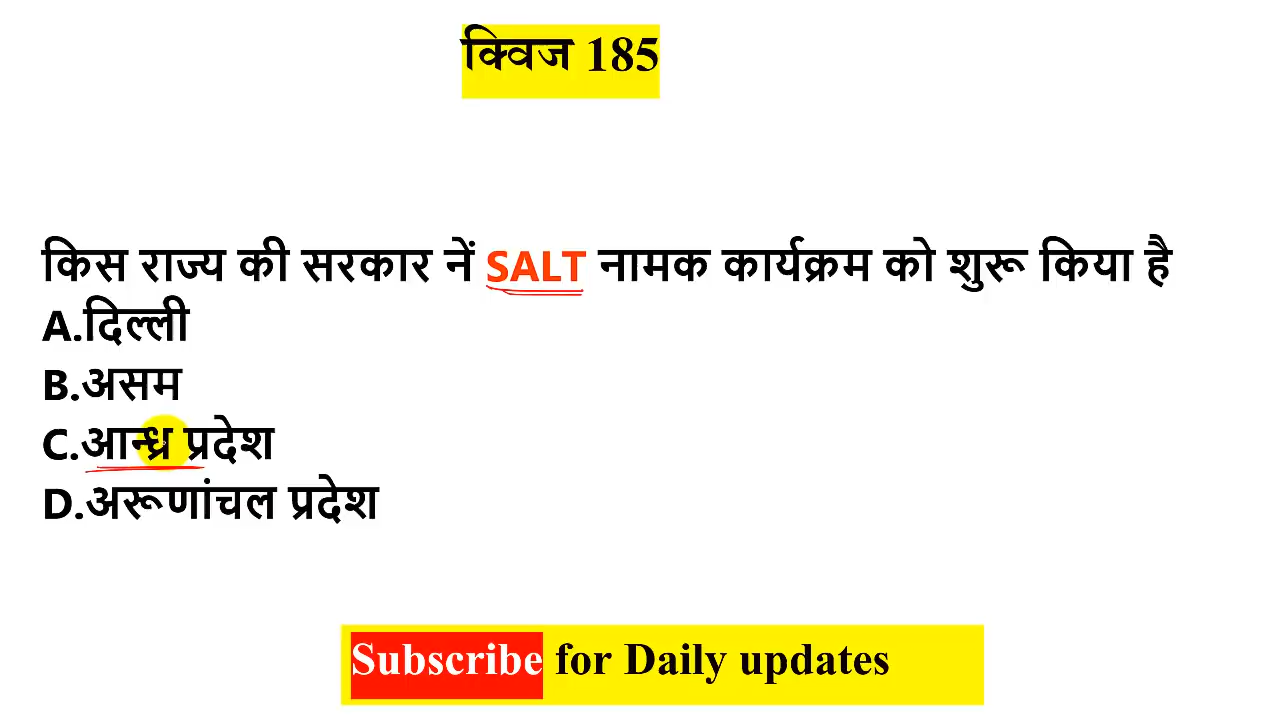 क्विज 185
किस राज्य की सरकार नें SALT नामक कार्यक्रम को शुरू किया है
A.दिल्ली
B.असम
C.आन्ध्र प्रदेश
D.अरूणांचल प्रदेश
Subscribe for Daily updates